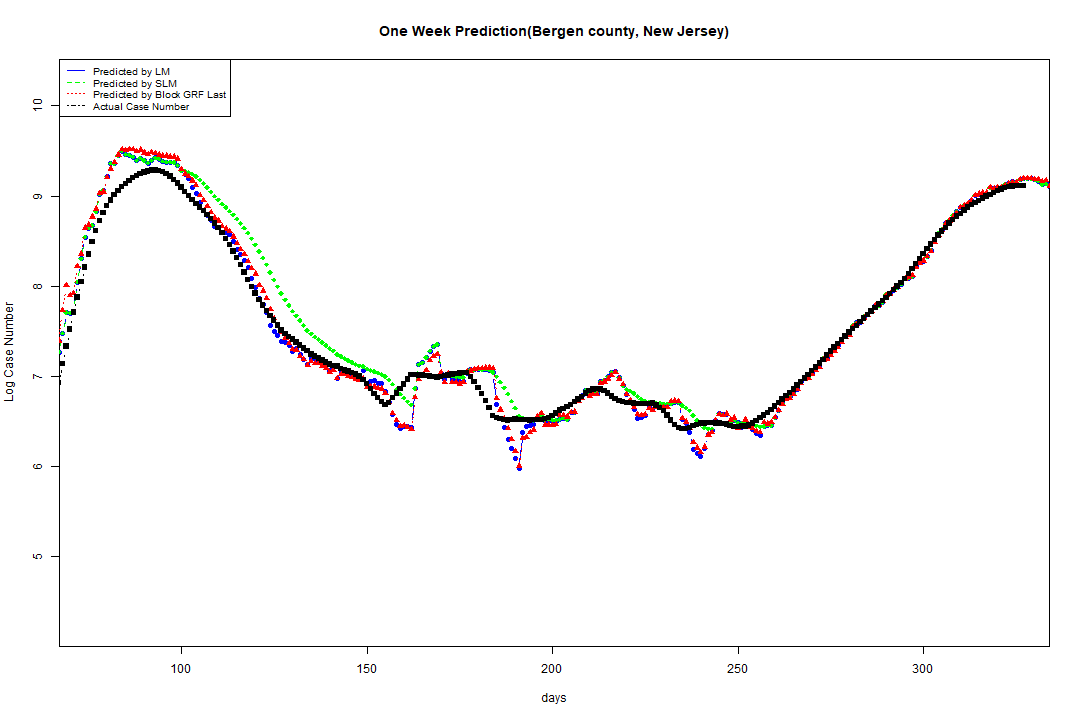 One Week Prediction(Bergen county, New Jersey)
Predicted by LM
Predicted by SLM
Predicted by Block GRF Last
Actual Case Number
10
9
8
7
6
5
Log Case Number
100
150
200
250
300
days